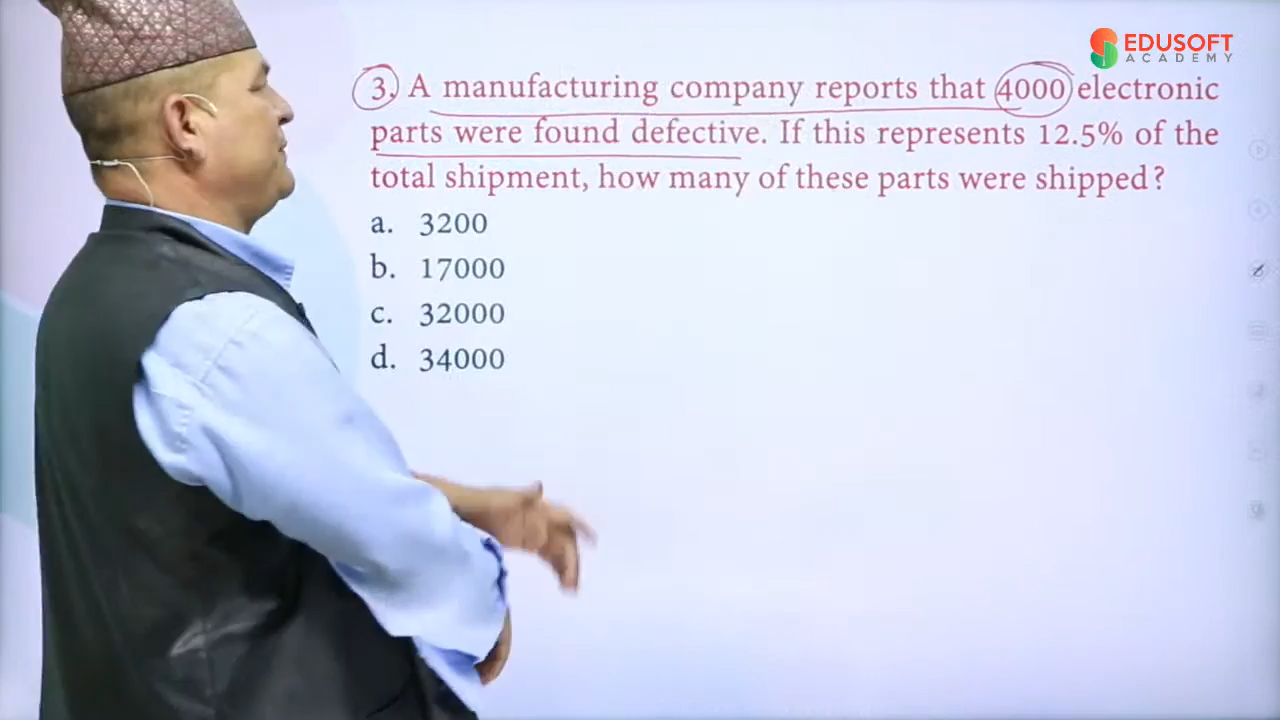 EDUSOFT
ACADEMY
3. A manufacturing company reports that 4000 electronic
parts were found defective. If this represents 12.5% of the
total shipment, how many of these parts were shipped?
a. 3200
b. 17000
c. 32000
d. 34000